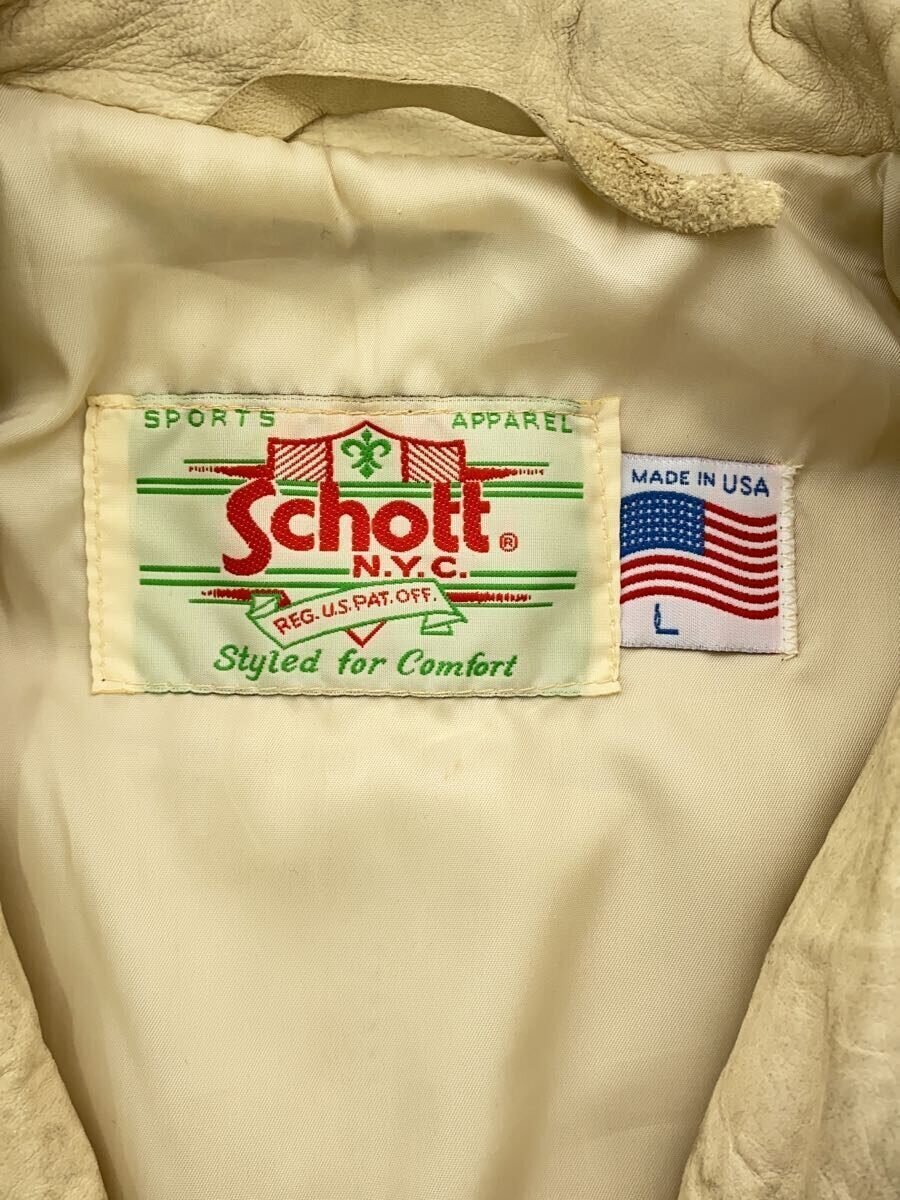 SPORTS APPAREL
Schott®
N.Y.C.
REG. U.S. PAT. OFF.
Styled for Comfort
MADE IN USA
L